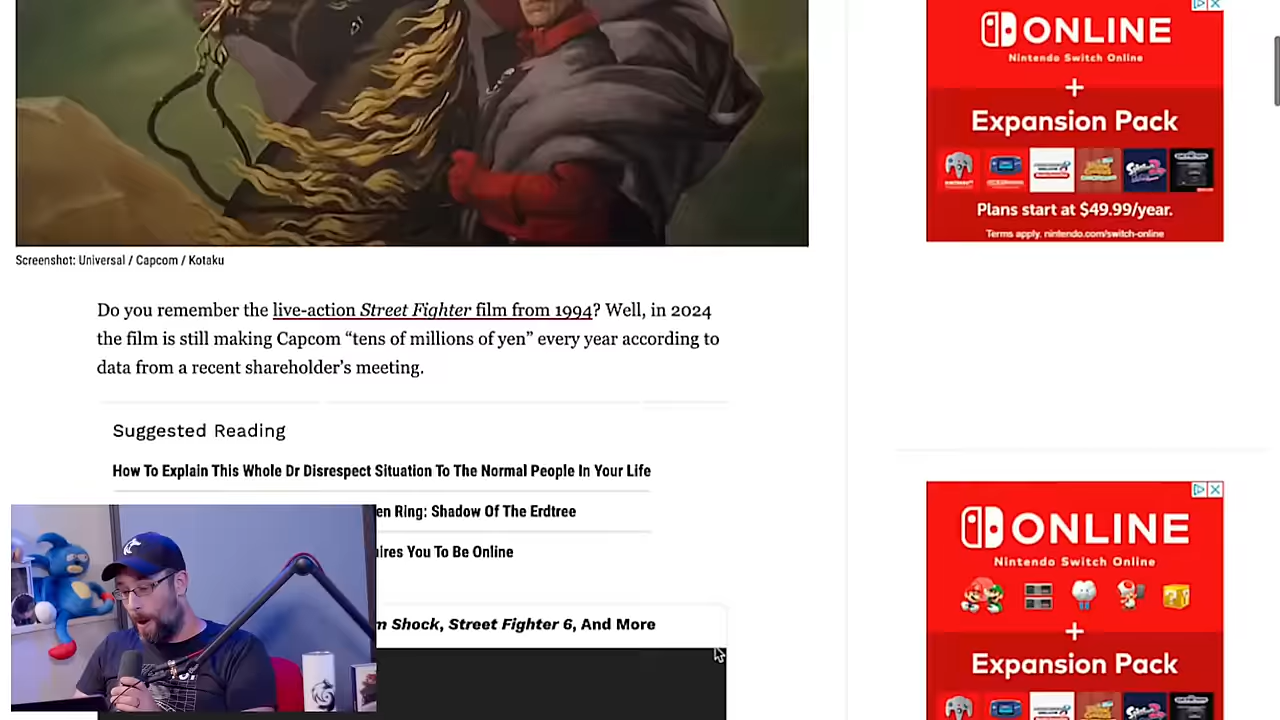 Screenshot: Universal / Capcom / Kotaku
Do you remember the live-action Street Fighter film from 1994? Well, in 2024
the film is still making Capcom “tens of millions of yen” every year according to
data from a recent shareholder’s meeting.
Suggested Reading
How To Explain This Whole Dr Disrespect Situation To The Normal People In Your Life
en Ring: Shadow Of The Erdtree
ires You To Be Online
m Shock, Street Fighter 6, And More
ONLINE
Nintendo Switch Online
+
Expansion Pack
Plans start at $49.99/year.
Terms apply. nintendo.com/switch-online
ONLINE
Nintendo Switch Online
+
Expansion Pack